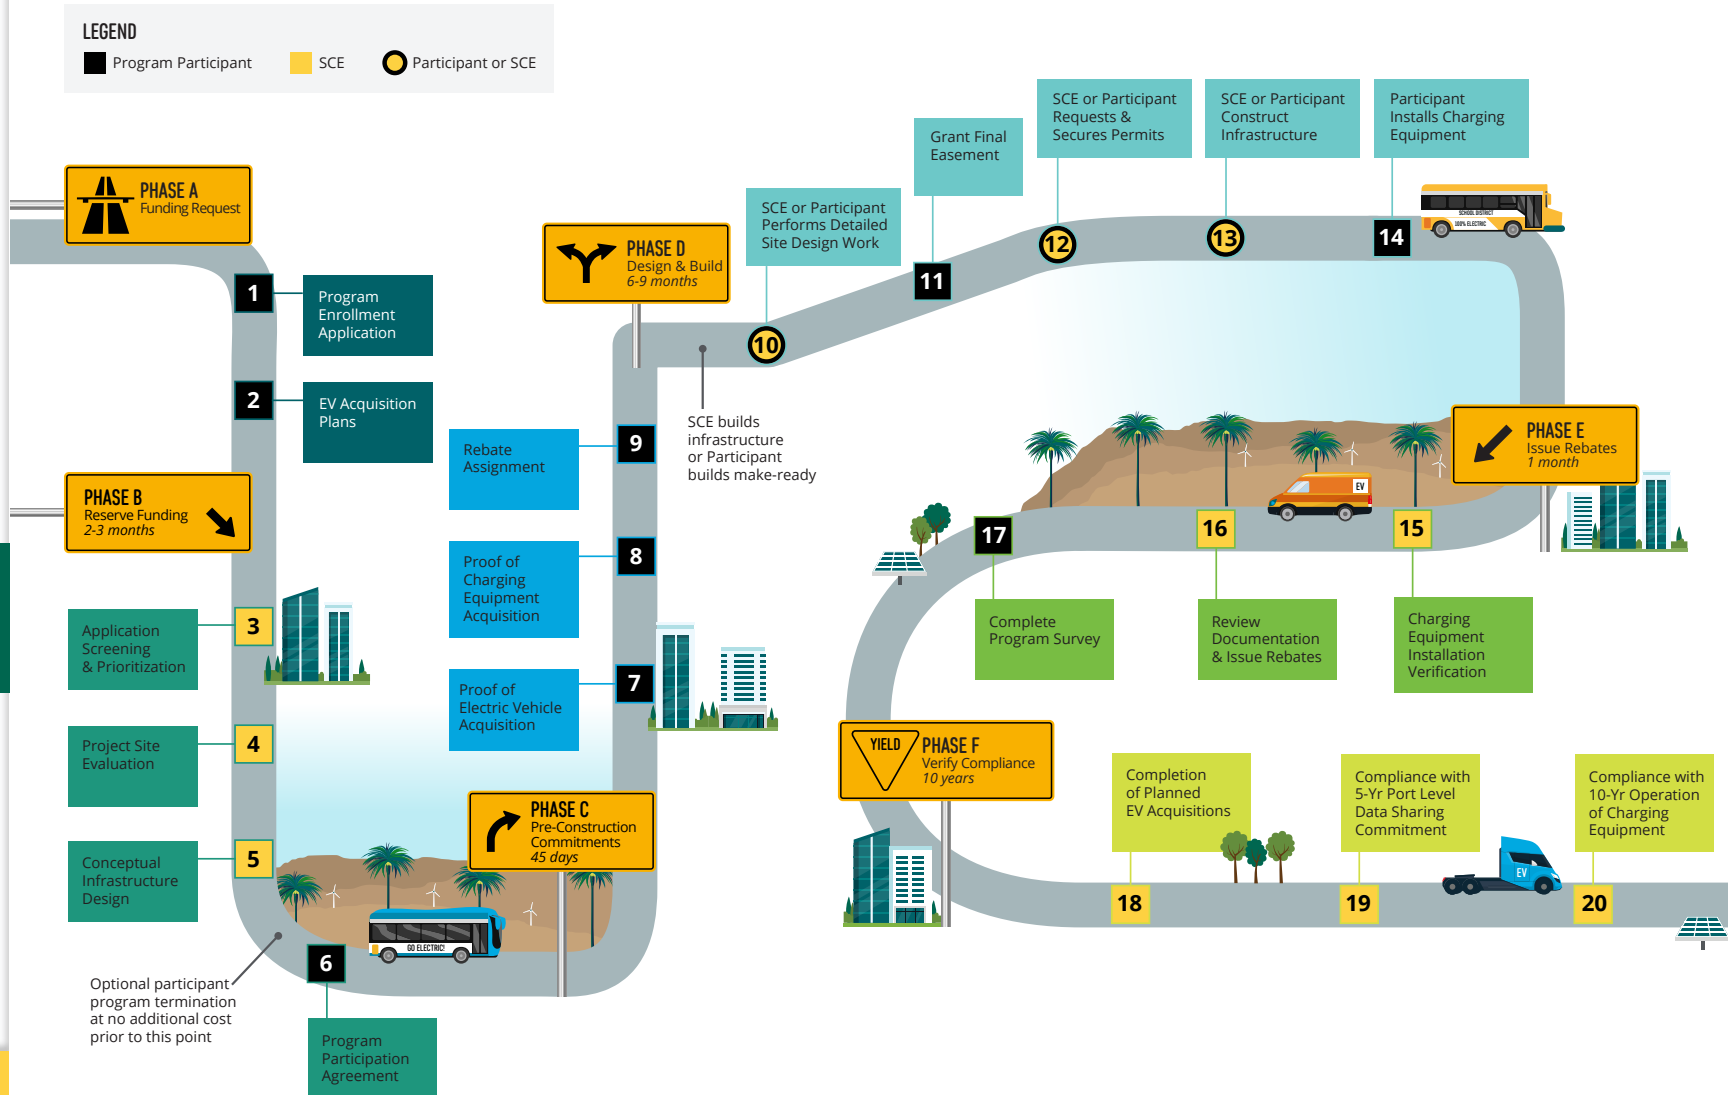 LEGEND
Program Participant
SCE
Participant or SCE
PHASE A
Funding Request
1
Program
Enrollment
Application
2
EV Acquisition
Plans
PHASE B
Reserve Funding
2-3 months
3
Application
Screening
& Prioritization
4
Project Site
Evaluation
5
Conceptual
Infrastructure
Design
Optional participant
program termination
at no additional cost
prior to this point
6
Program
Participation
Agreement
GO ELECTRIC!
PHASE C
Pre-Construction
Commitments
45 days
7
Proof of
Electric Vehicle
Acquisition
8
Proof of
Charging
Equipment
Acquisition
9
Rebate
Assignment
PHASE D
Design & Build
6-9 months
SCE builds
infrastructure
or Participant
builds make-ready
10
SCE or Participant
Performs Detailed
Site Design Work
11
Grant Final
Easement
12
SCE or Participant
Requests &
Secures Permits
13
SCE or Participant
Construct
Infrastructure
14
Participant
Installs Charging
Equipment
SCHOOL DISTRICT
100% ELECTRIC
PHASE E
Issue Rebates
1 month
15
Charging
Equipment
Installation
Verification
EV
16
Review
Documentation
& Issue Rebates
17
Complete
Program Survey
YIELD
PHASE F
Verify Compliance
10 years
18
Completion
of Planned
EV Acquisitions
19
Compliance with
5-Yr Port Level
Data Sharing
Commitment
EV
20
Compliance with
10-Yr Operation
of Charging
Equipment